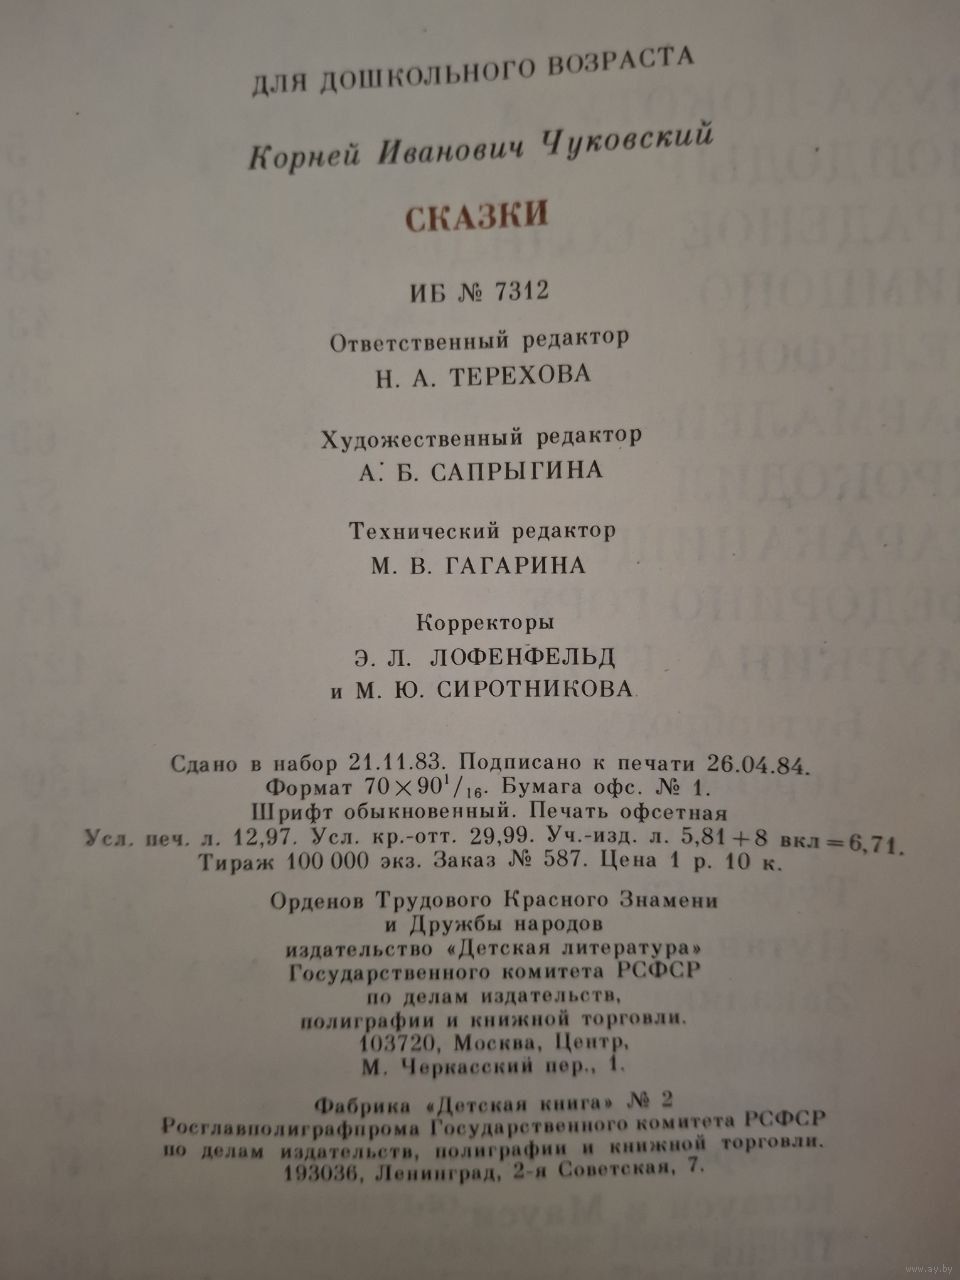 ДЛЯ ДОШКОЛЬНОГО ВОЗРАСТА
Корней Иванович Чуковский
СКАЗКИ
ИБ № 7312
Ответственный редактор
Н. А. ТЕРЕХОВА
Художественный редактор
А. Б. САПРЫГИНА
Технический редактор
М. В. ГАГАРИНА
Корректоры
Э. Л. ЛОФЕНФЕЛЬД
и М. Ю. СИРОТНИКОВА
Сдано в набор 21.11.83. Подписано к печати 26.04.84.
Формат 70×90¹/₁₆. Бумага офс. № 1.
Шрифт обыкновенный. Печать офсетная
Усл. печ. л. 12,97. Усл. кр.-отт. 29,99. Уч.-изд. л. 5,81+8 вкл=6,71.
Тираж 100 000 экз. Заказ № 587. Цена 1 р. 10 к.
Орденов Трудового Красного Знамени
и Дружбы народов
издательство «Детская литература»
Государственного комитета РСФСР
по делам издательств,
полиграфии и книжной торговли.
103720, Москва, Центр,
М. Черкасский пер., 1.
Фабрика «Детская книга» № 2
Росглавполиграфпрома Государственного комитета РСФСР
по делам издательств, полиграфии и книжной торговли.
193036, Ленинград, 2-я Советская, 7.
www.ay.by